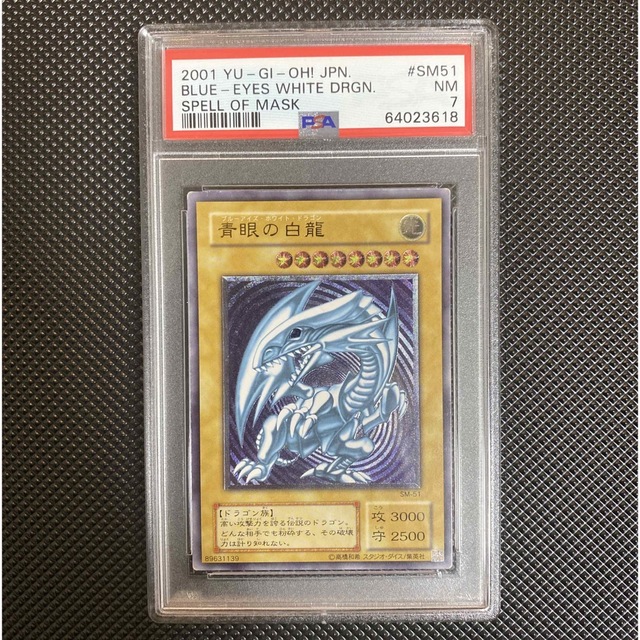 2001 YU-GI-OH! JPN. #SM51
BLUE-EYES WHITE DRGN. NM
SPELL OF MASK 7
PSA 64023618
ブルーアイズ・ホワイト・ドラゴン
青眼の白龍
SM-51
【ドラゴン族】
高い攻撃力を誇る伝説のドラゴン。
どんな相手でも粉砕する、その破壊
力は計り知れない。
攻 3000
守 2500
89631139
©高橋和希 スタジオ・ダイス/集英社